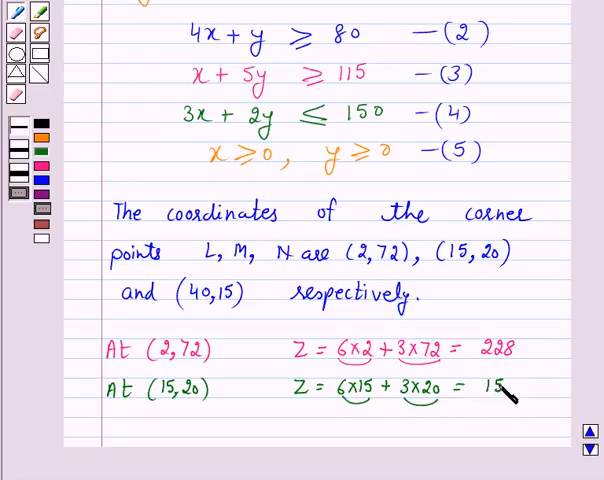 4x + y ≥ 80 —(2)
x + 5y ≥ 115 —(3)
3x + 2y ≤ 150 —(4)
x ≥ 0, y ≥ 0 —(5)
The coordinates of the corner
points L, M, N are (2,72), (15,20)
and (40,15) respectively.
At (2,72) Z = 6×2 + 3×72 = 228
At (15,20) Z = 6×15 + 3×20 = 15